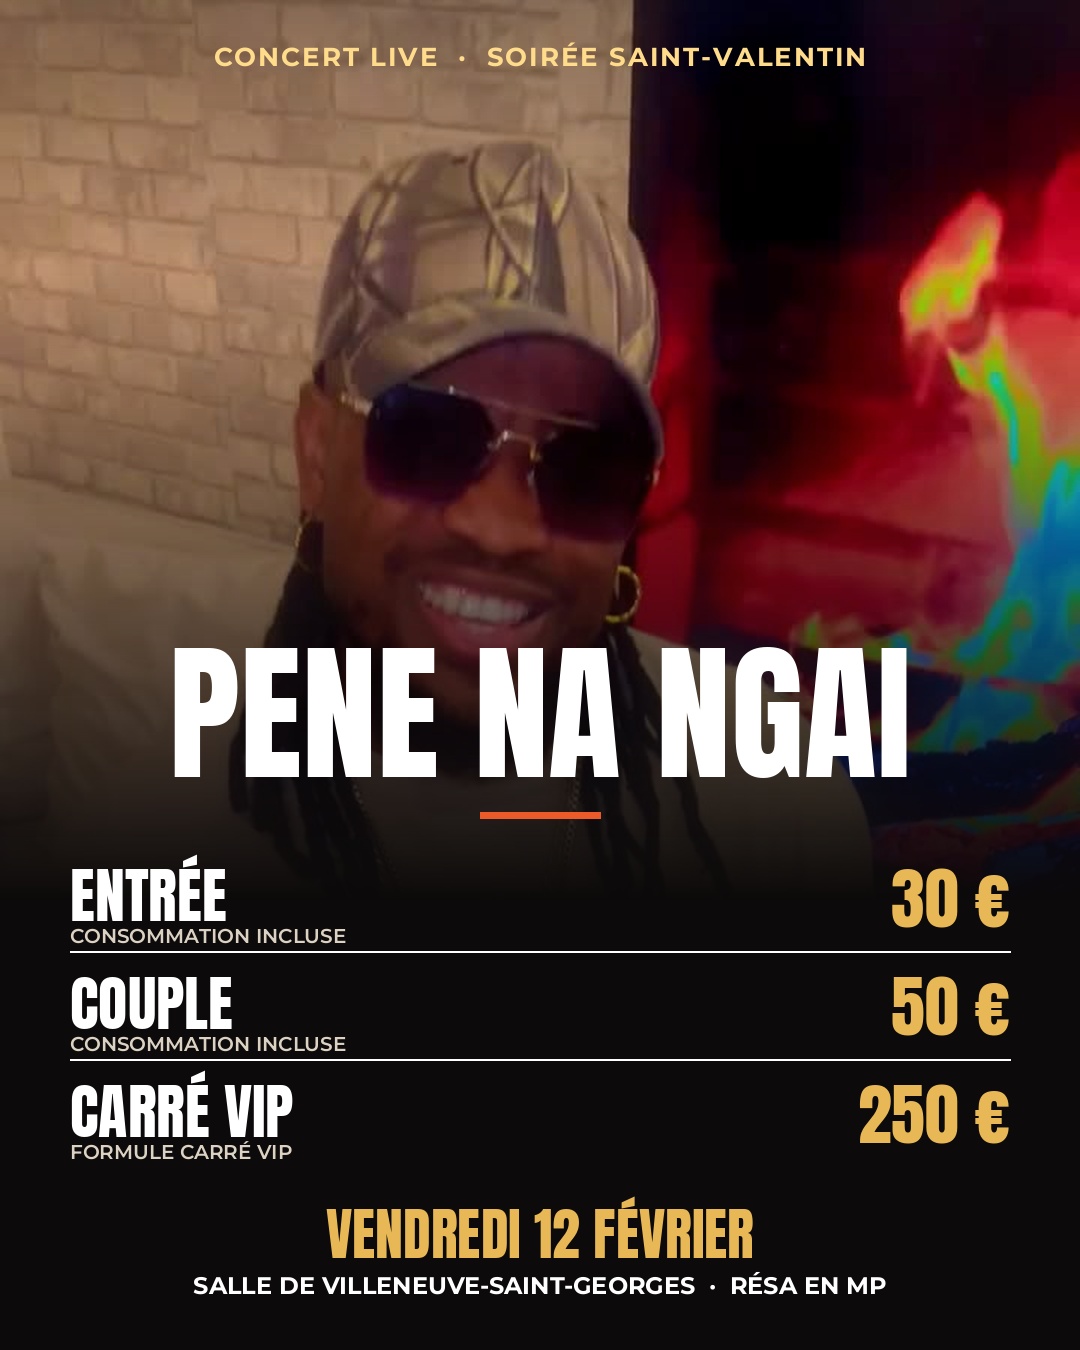 CONCERT LIVE · SOIRÉE SAINT-VALENTIN
PENE NA NGAI
ENTRÉE
30 €
CONSOMMATION INCLUSE
COUPLE
50 €
CONSOMMATION INCLUSE
CARRÉ VIP
250 €
FORMULE CARRÉ VIP
VENDREDI 12 FÉVRIER
SALLE DE VILLENEUVE-SAINT-GEORGES · RÉSA EN MP